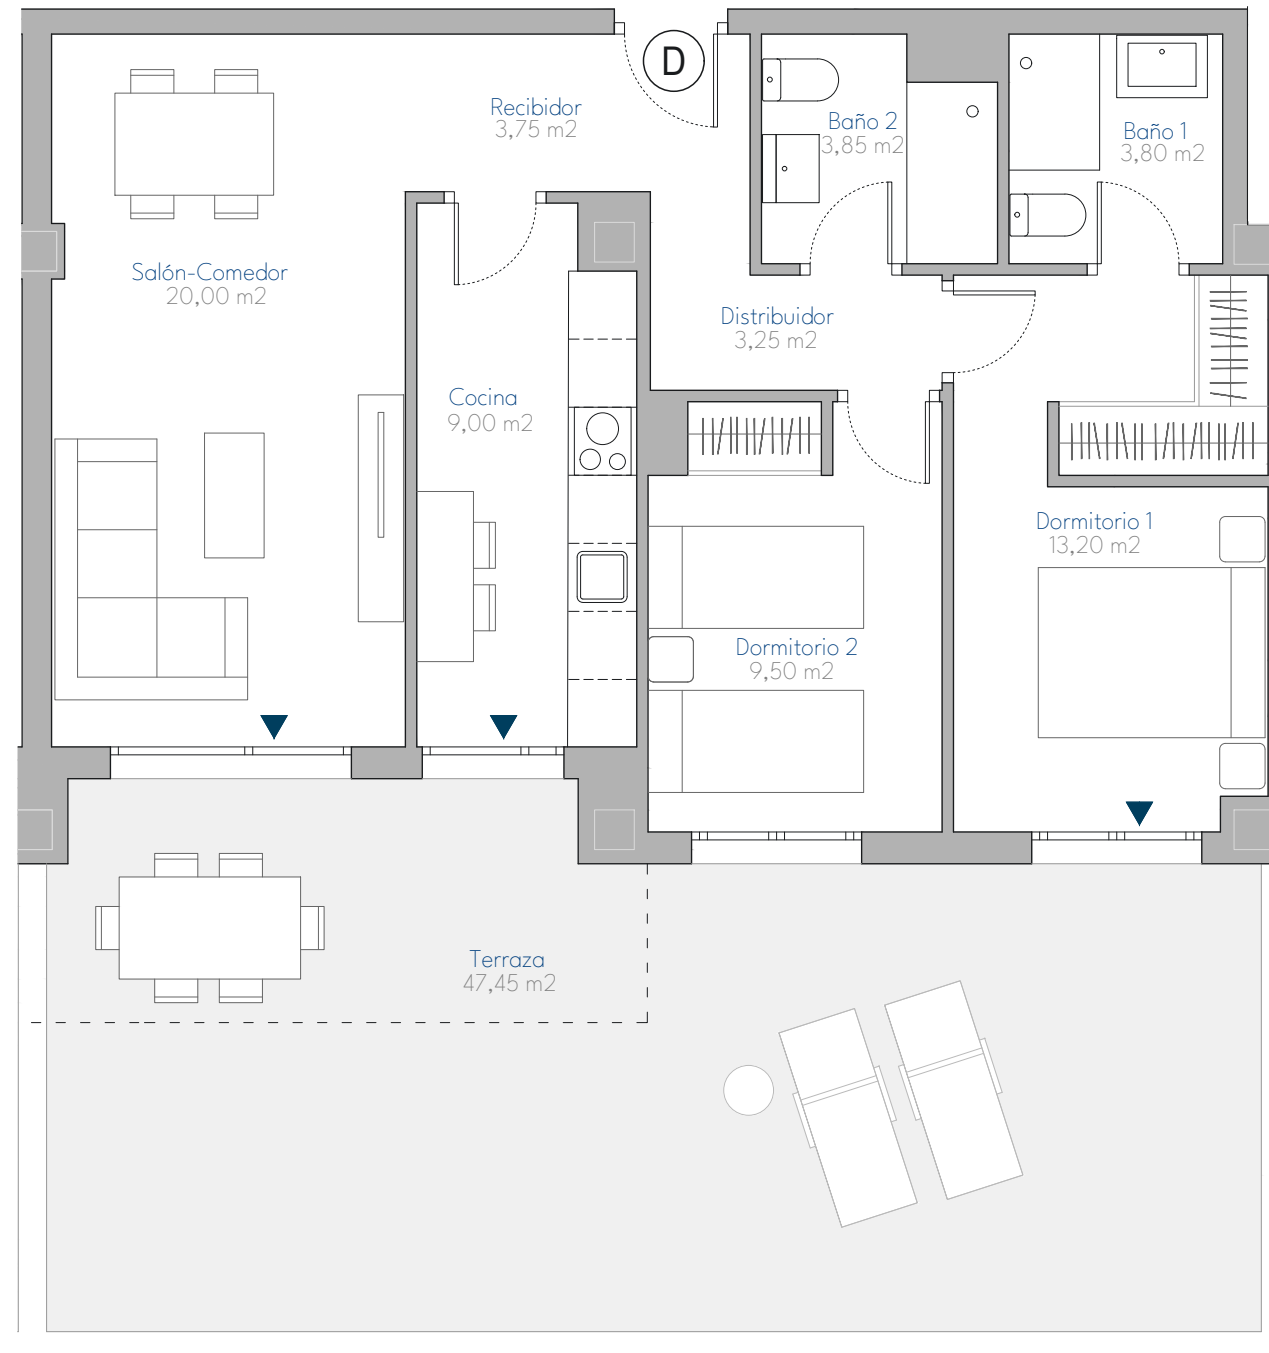 D
Recibidor
3,75 m2
Baño 2
3,85 m2
Baño 1
3,80 m2
Salón-Comedor
20,00 m2
Distribuidor
3,25 m2
Cocina
9,00 m2
Dormitorio 1
13,20 m2
Dormitorio 2
9,50 m2
Terraza
47,45 m2